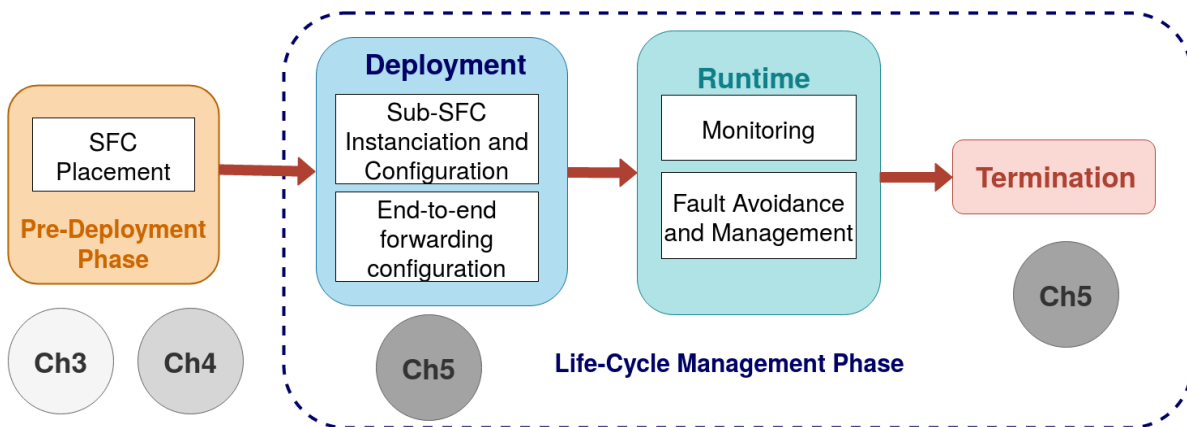 SFC
Placement
Pre-Deployment
Phase
Ch3
Ch4
Deployment
Sub-SFC
Instanciation and
Configuration
End-to-end
forwarding
configuration
Ch5
Runtime
Monitoring
Fault Avoidance
and Management
Termination
Ch5
Life-Cycle Management Phase